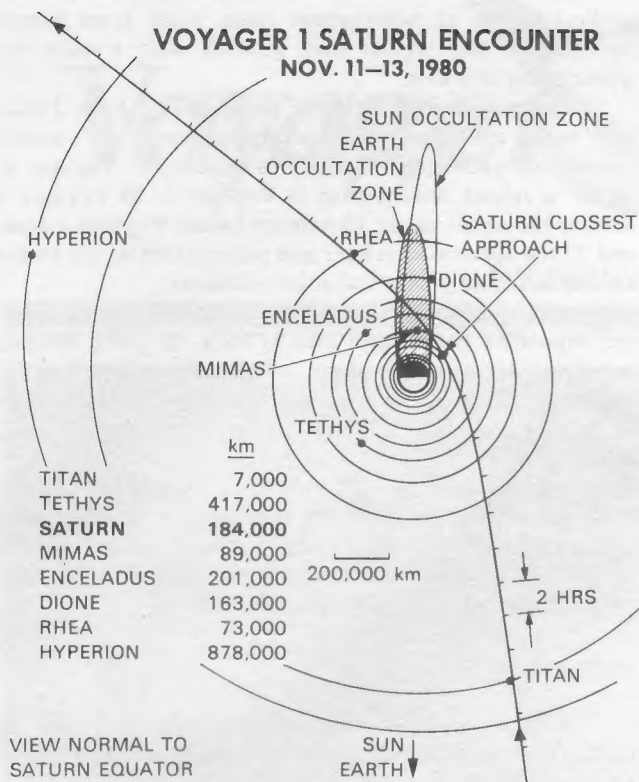 VOYAGER 1 SATURN ENCOUNTER
NOV. 11–13, 1980
SUN OCCULTATION ZONE
EARTH
OCCULTATION
ZONE
SATURN CLOSEST
APPROACH
HYPERION
RHEA
DIONE
ENCELADUS
MIMAS
TETHYS
km
TITAN 7,000
TETHYS 417,000
SATURN 184,000
MIMAS 89,000
ENCELADUS 201,000
DIONE 163,000
RHEA 73,000
HYPERION 878,000
200,000 km
2 HRS
TITAN
VIEW NORMAL TO
SATURN EQUATOR
SUN
EARTH